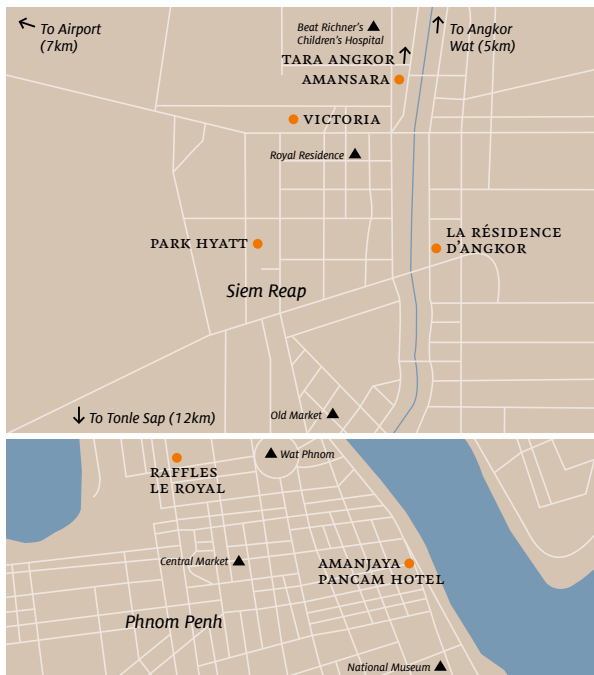 To Airport
(7km)
Beat Richner's
Children's Hospital
To Angkor
Wat (5km)
TARA ANGKOR
AMANSARA
VICTORIA
Royal Residence
LA RÉSIDENCE
D'ANGKOR
PARK HYATT
Siem Reap
Old Market
To Tonle Sap (12km)
Wat Phnom
RAFFLES
LE ROYAL
Central Market
AMANJAYA
PANCAM HOTEL
Phnom Penh
National Museum